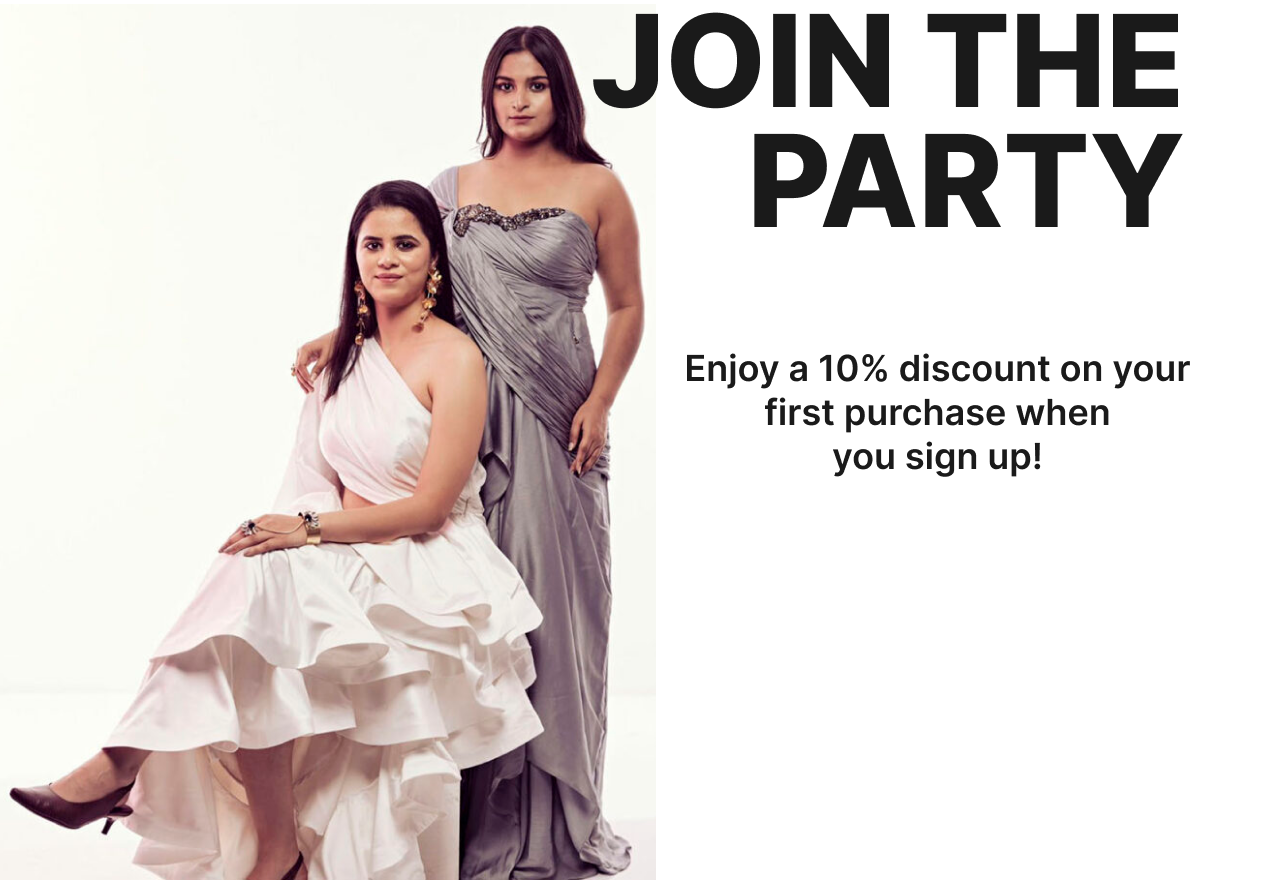 JOIN THE
PARTY
Enjoy a 10% discount on your
first purchase when
you sign up!